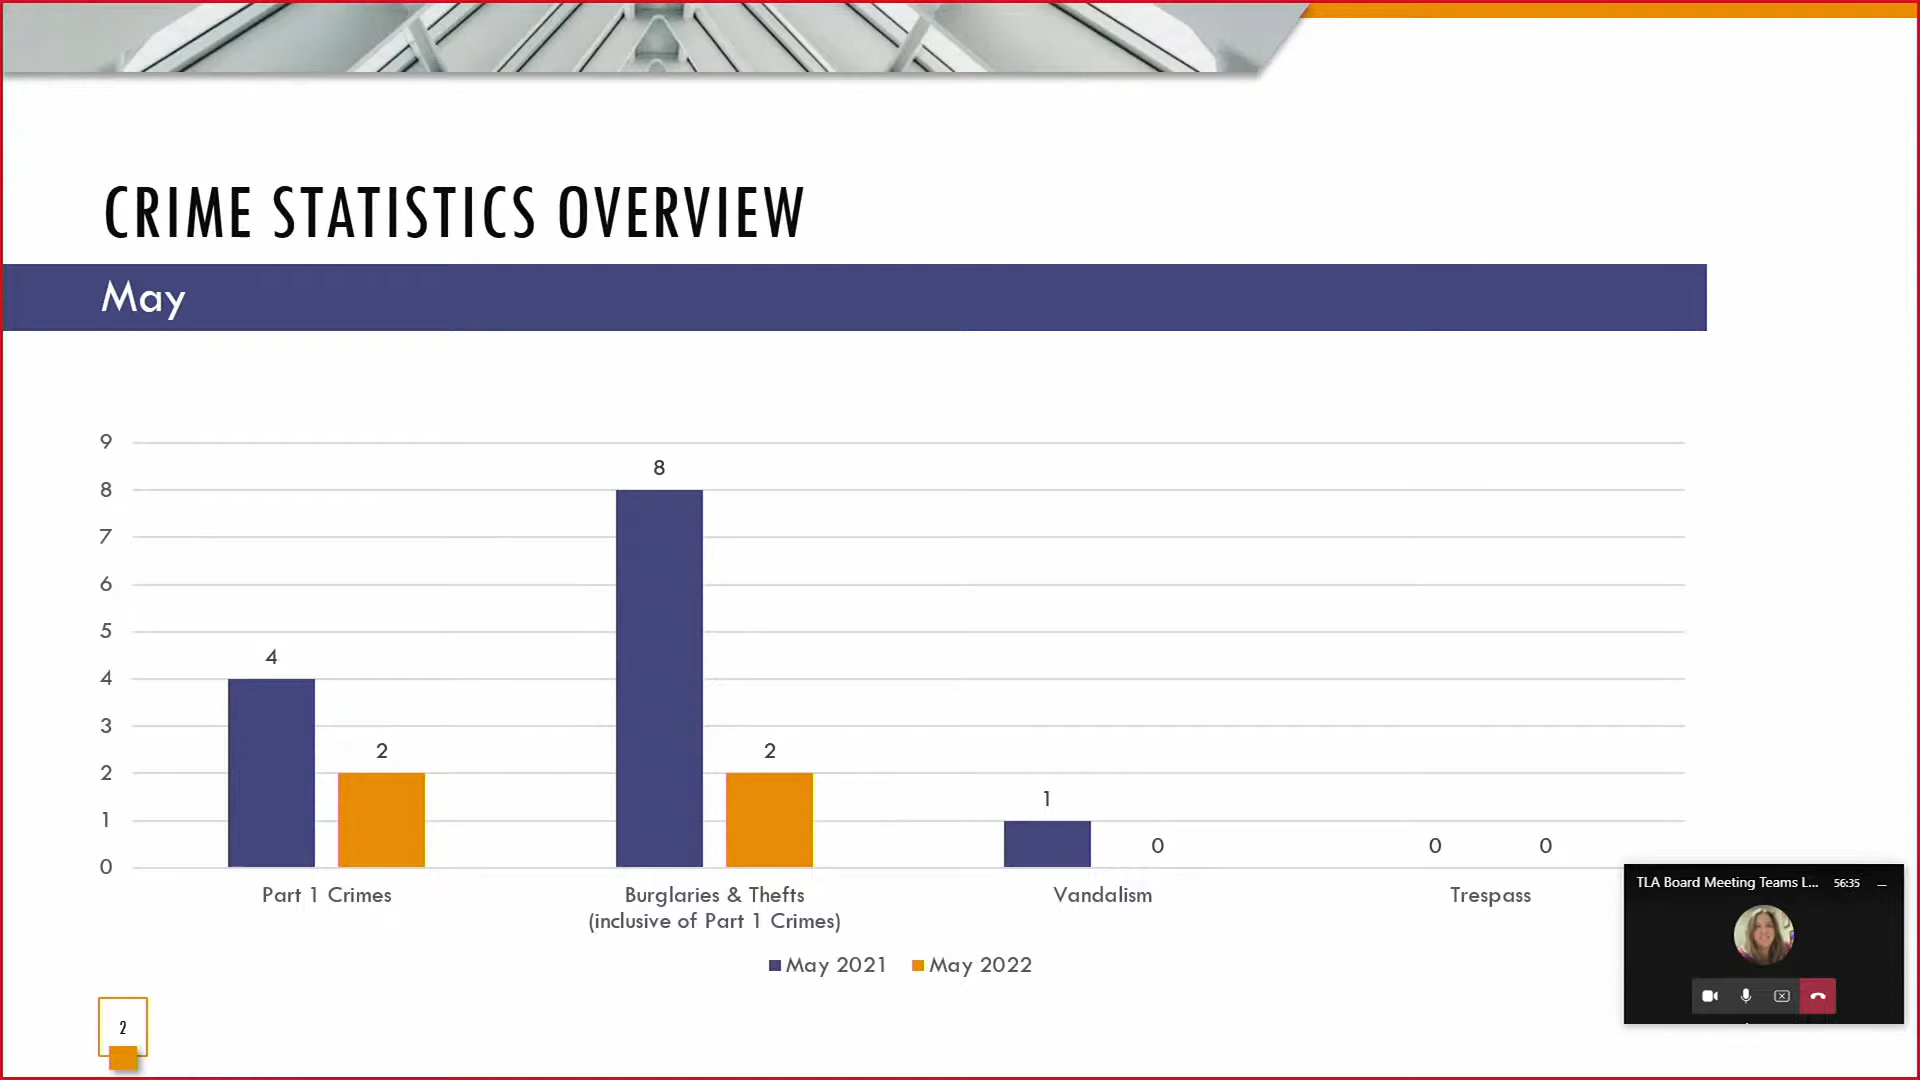 CRIME STATISTICS OVERVIEW
May
9
8
8
7
6
5
4
4
3
2
2
2
1
1
0
0
0
0
Part 1 Crimes
Burglaries & Thefts
(inclusive of Part 1 Crimes)
Vandalism
Trespass
May 2021
May 2022
TLA Board Meeting Teams L... 56:35
2